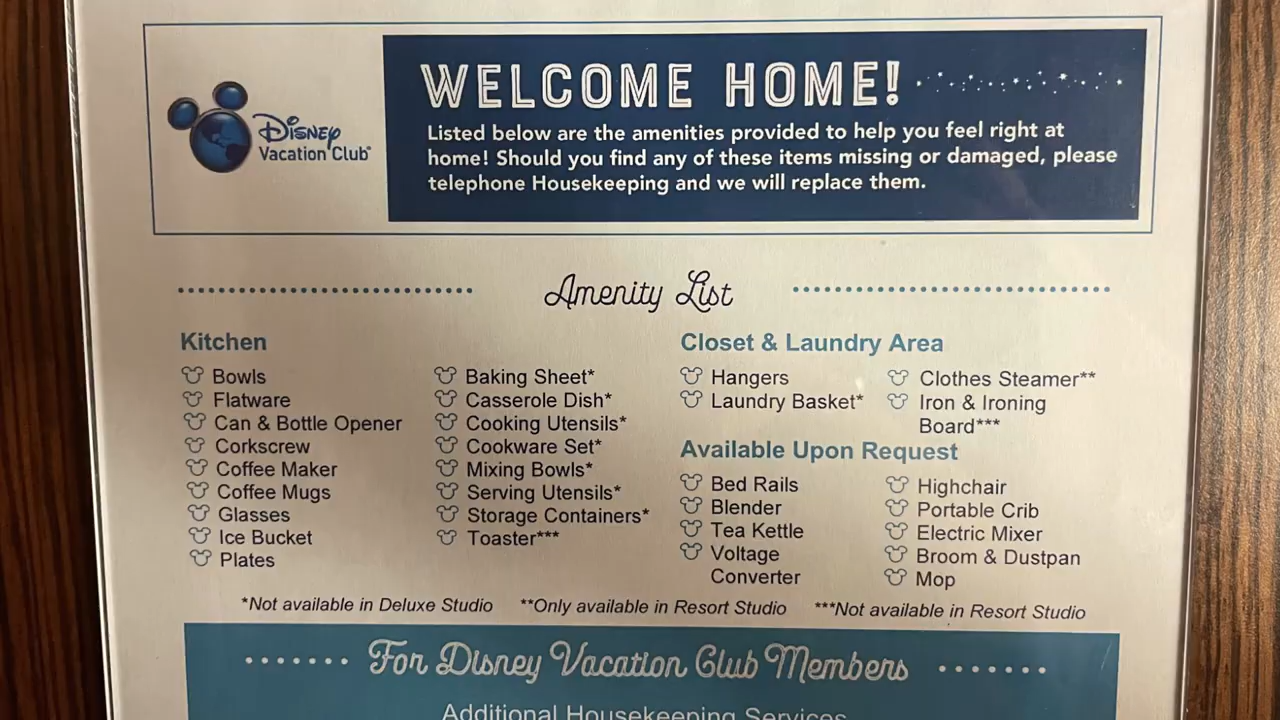 Disney
Vacation Club®
WELCOME HOME!
Listed below are the amenities provided to help you feel right at
home! Should you find any of these items missing or damaged, please
telephone Housekeeping and we will replace them.
Amenity List
Kitchen
Bowls
Flatware
Can & Bottle Opener
Corkscrew
Coffee Maker
Coffee Mugs
Glasses
Ice Bucket
Plates
Baking Sheet*
Casserole Dish*
Cooking Utensils*
Cookware Set*
Mixing Bowls*
Serving Utensils*
Storage Containers*
Toaster***
Closet & Laundry Area
Hangers
Laundry Basket*
Clothes Steamer**
Iron & Ironing
Board***
Available Upon Request
Bed Rails
Blender
Tea Kettle
Voltage
Converter
Highchair
Portable Crib
Electric Mixer
Broom & Dustpan
Mop
*Not available in Deluxe Studio **Only available in Resort Studio ***Not available in Resort Studio
For Disney Vacation Club Members
Additional Housekeeping Services